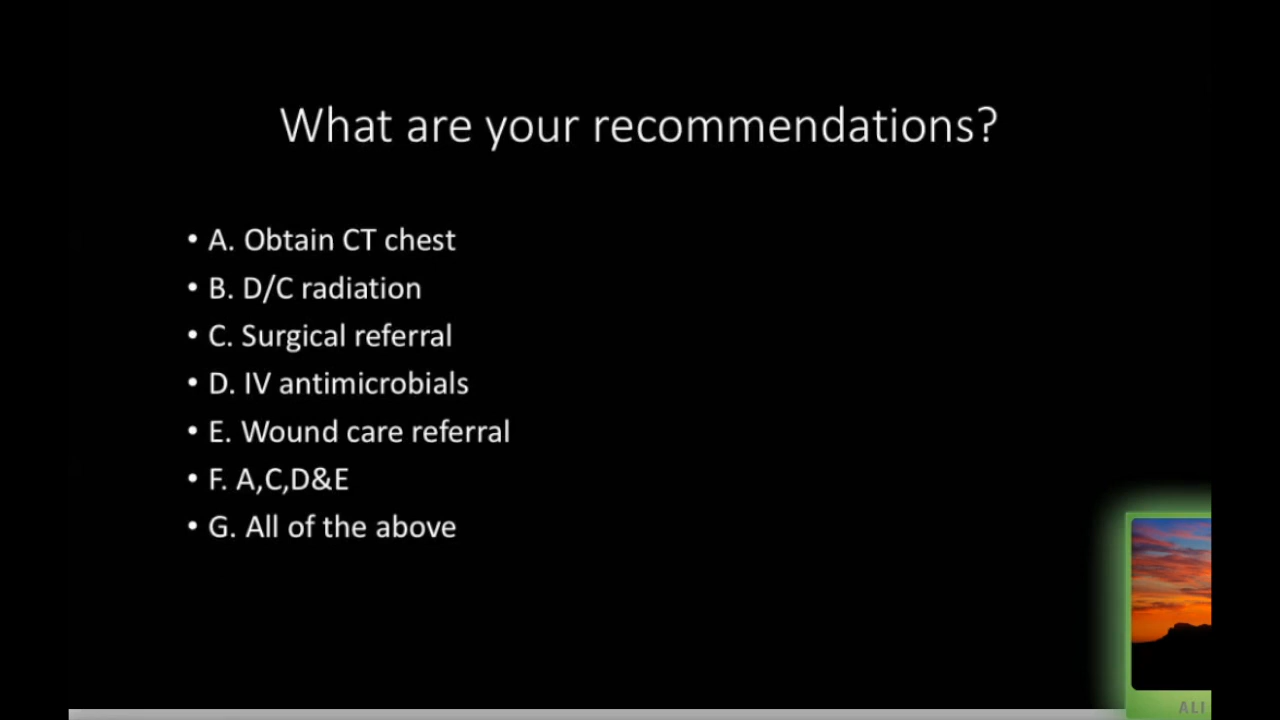 What are your recommendations?
• A. Obtain CT chest
• B. D/C radiation
• C. Surgical referral
• D. IV antimicrobials
• E. Wound care referral
• F. A,C,D&E
• G. All of the above
ALI